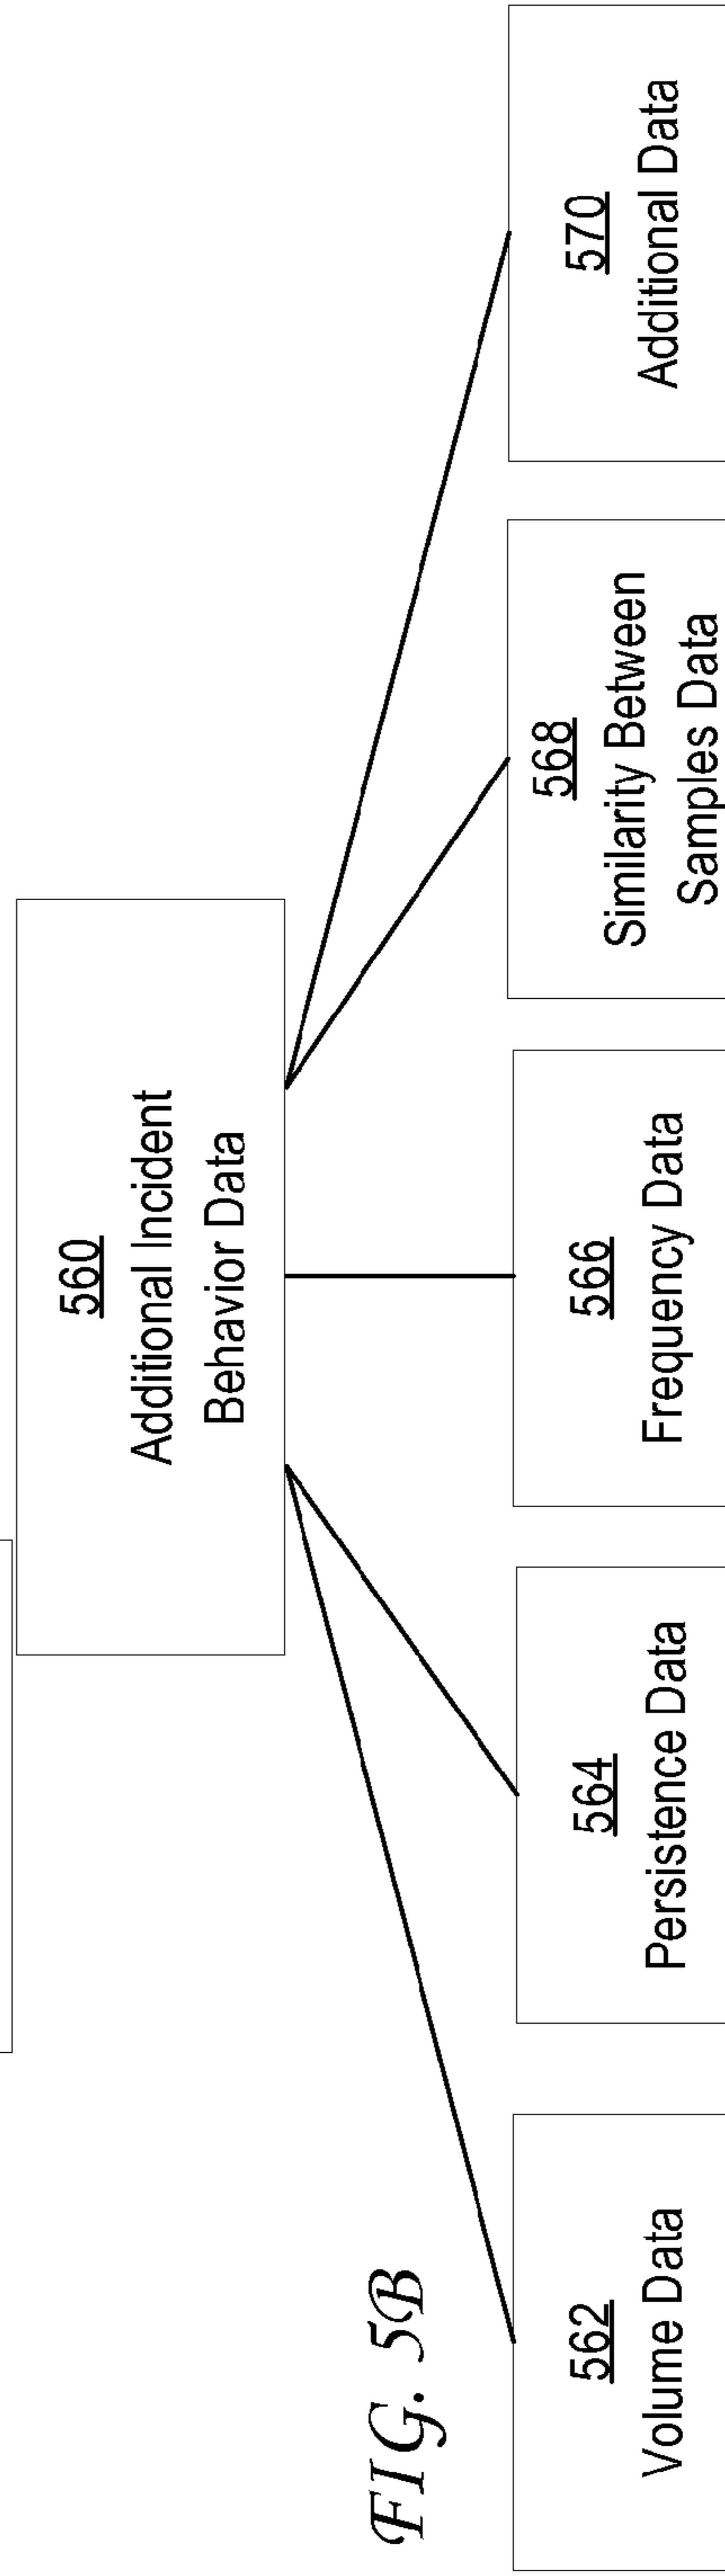 560
Additional Incident
Behavior Data
FIG. 5B
562
Volume Data
564
Persistence Data
566
Frequency Data
568
Similarity Between
Samples Data
570
Additional Data